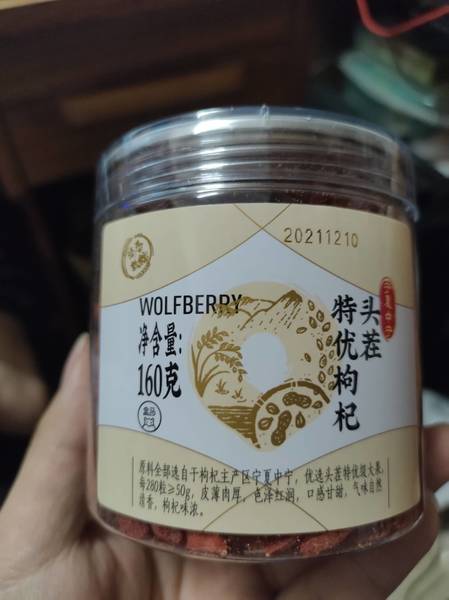 20211210
WOLFBERRY
净含量:
160克
头茬
特优枸杞
宁夏中宁
原料全部选自于枸杞主产区宁夏中宁, 优选头茬特优级大果,
每280粒≥50g, 皮薄肉厚, 色泽红润, 口感甘甜, 气味自然
清香, 枸杞味浓。